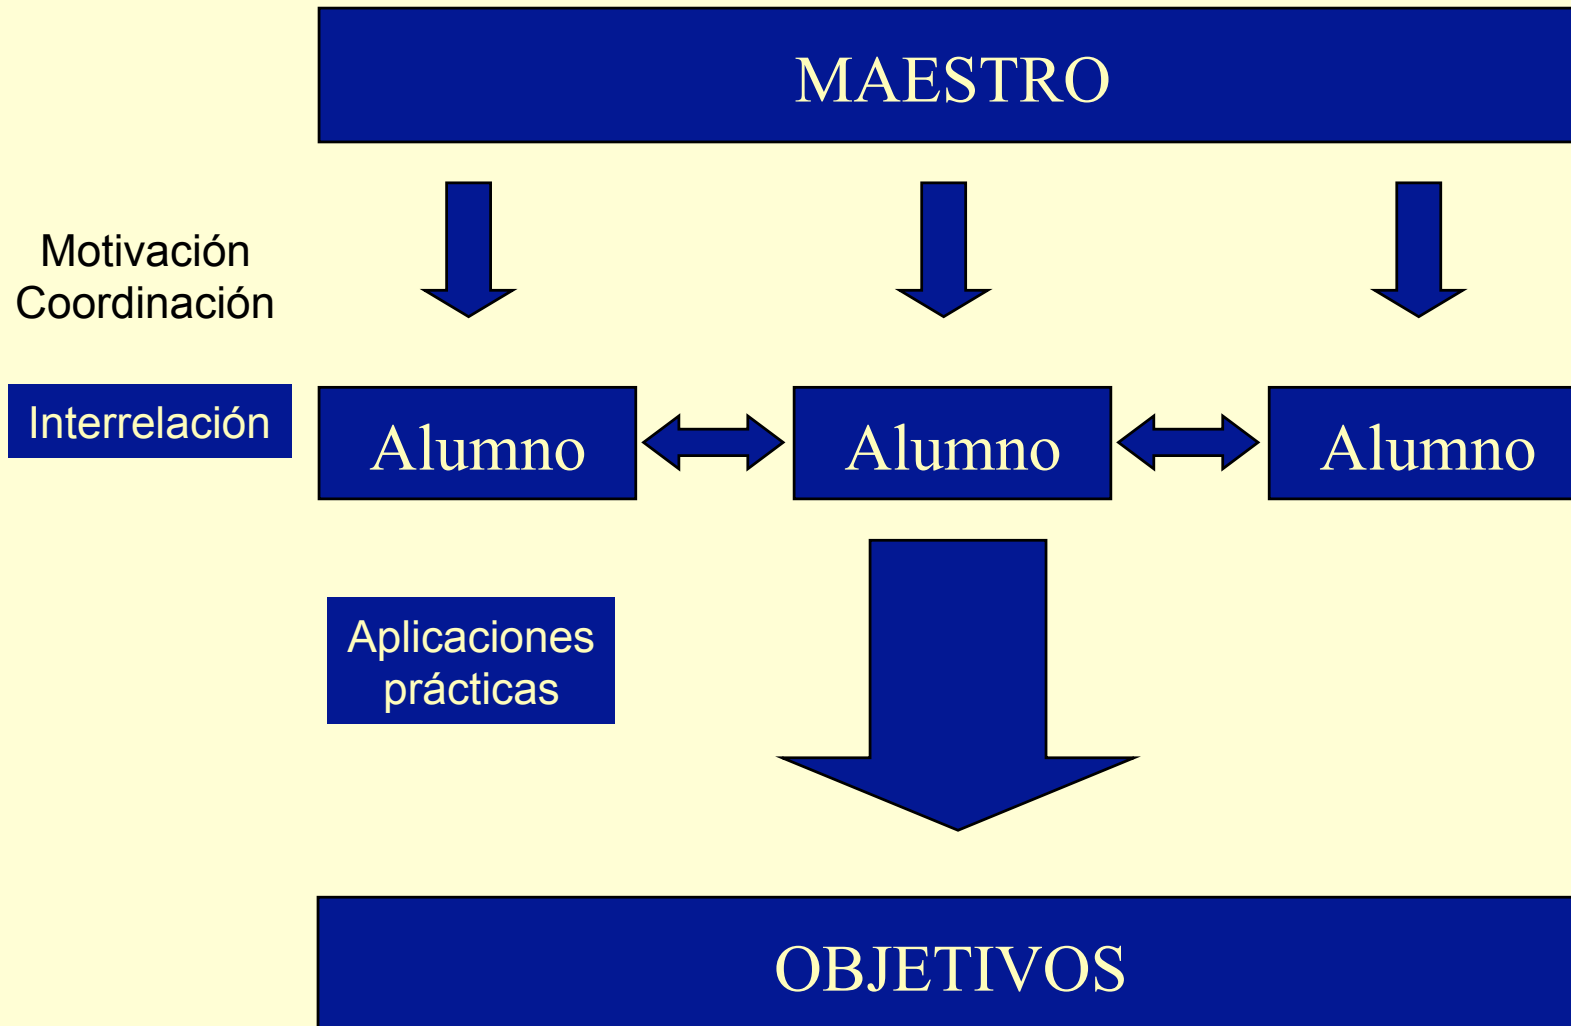 MAESTRO
Motivación
Coordinación
Interrelación
Alumno
Alumno
Alumno
Aplicaciones
prácticas
OBJETIVOS